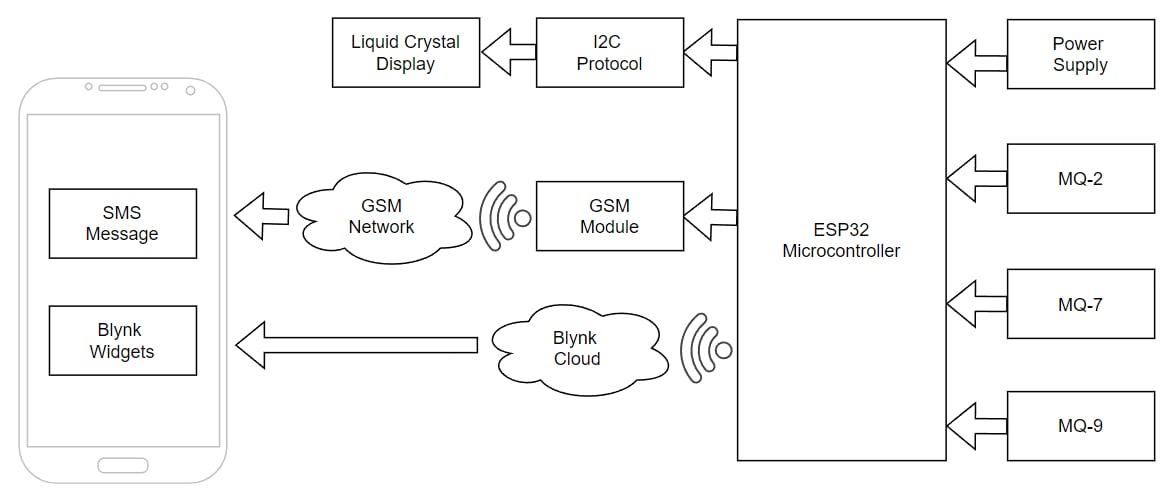 Liquid Crystal
Display
I2C
Protocol
Power
Supply
SMS
Message
GSM
Network
GSM
Module
ESP32
Microcontroller
MQ-2
MQ-7
Blynk
Widgets
Blynk
Cloud
MQ-9